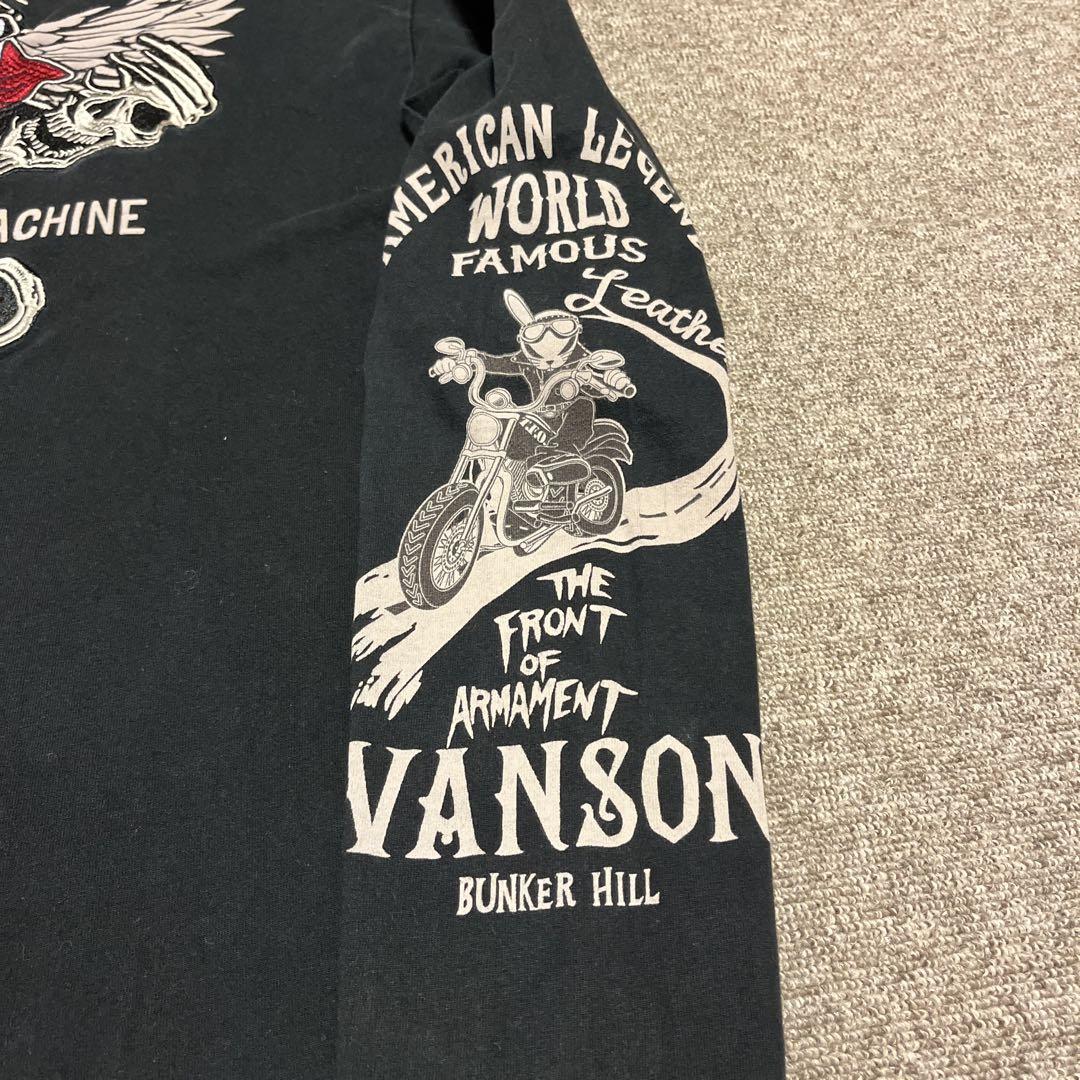 ACHINE
AMERICAN LEGEN
WORLD
FAMOUS
Leathe
T.F.O.
THE
FRONT
OF
ARMAMENT
VANSON
BUNKER HILL